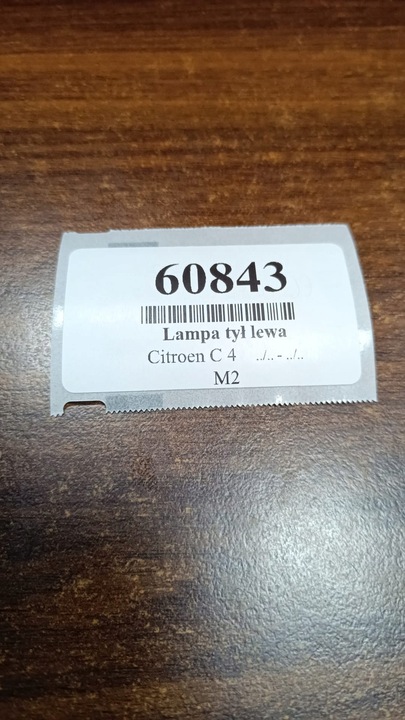 60843
Lampa tył lewa
Citroen C 4 ../.. - ../..
M2